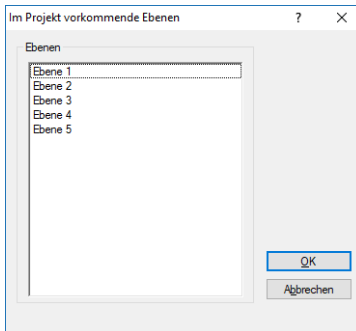 Im Projekt vorkommende Ebenen ? X
Ebenen
Ebene 1
Ebene 2
Ebene 3
Ebene 4
Ebene 5
OK
Abbrechen